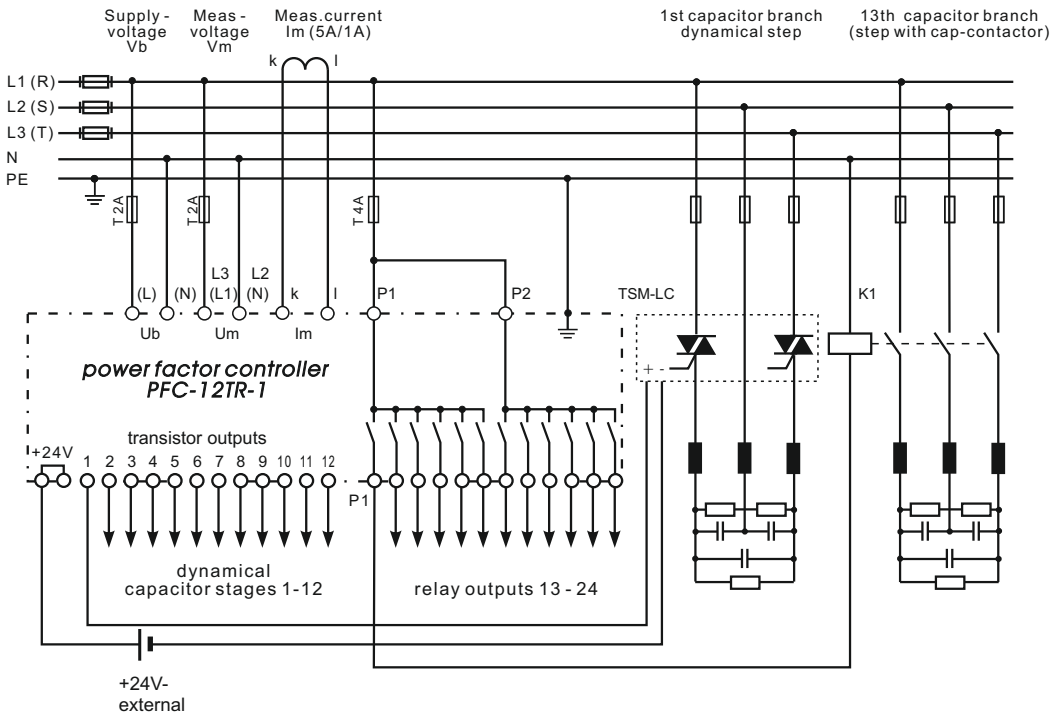 Supply - voltage Vb
Meas - voltage Vm
Meas.current Im (5A/1A)
1st capacitor branch dynamical step
13th capacitor branch (step with cap-contactor)
k
l
L1 (R)
L2 (S)
L3 (T)
N
PE
T 2A
T 2A
T 4A
L3
L2
(L)
(N)
(L1)
(N)
k
l
P1
P2
TSM-LC
K1
Ub
Um
Im
power factor controller
PFC-12TR-1
+ -
+24V
transistor outputs
1 2 3 4 5 6 7 8 9 10 11 12
P1
dynamical
capacitor stages 1-12
relay outputs 13 - 24
+24V-
external